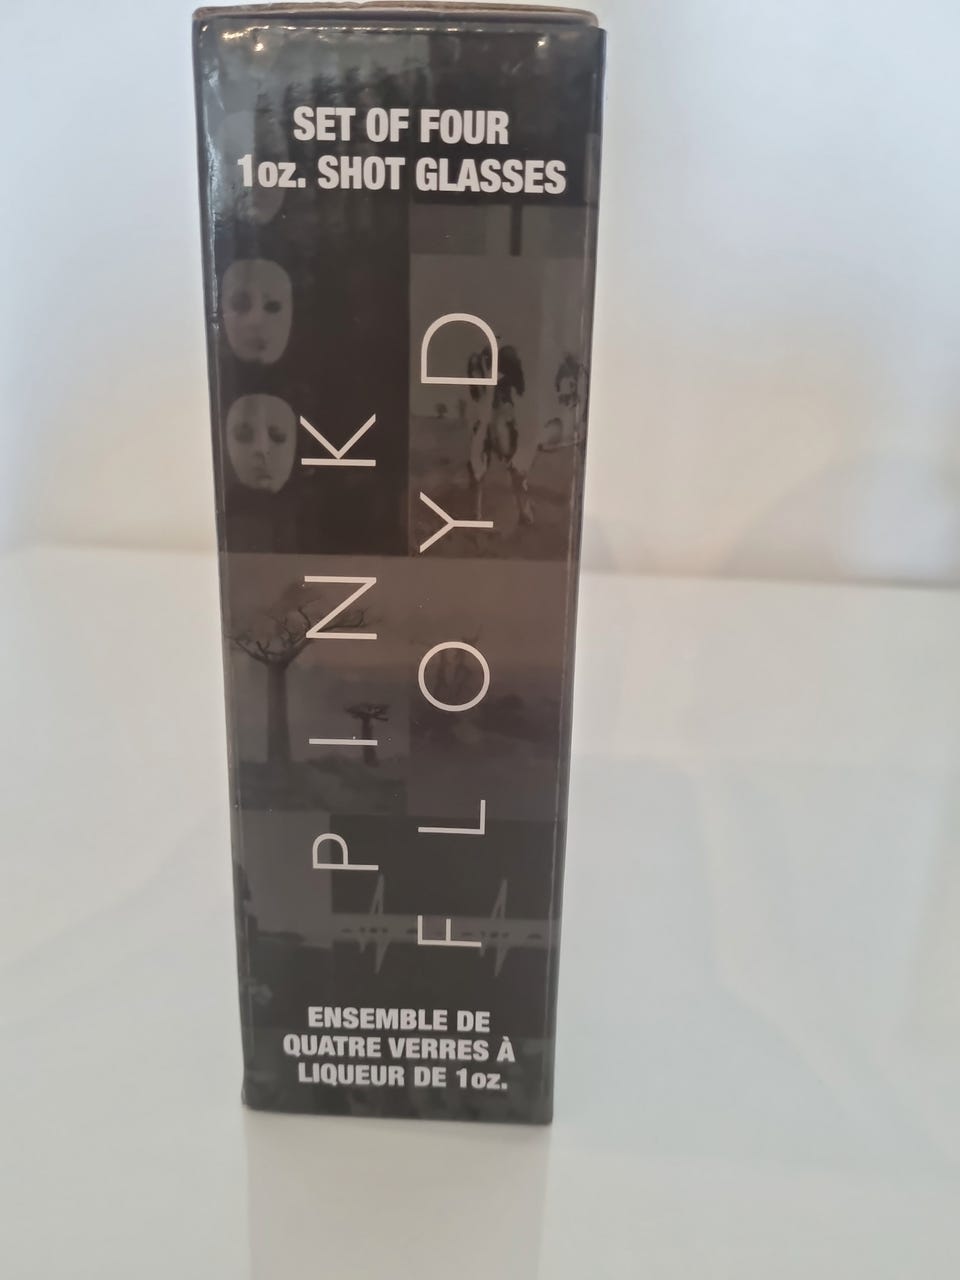 SET OF FOUR
1oz. SHOT GLASSES
PINK
FLOYD
ENSEMBLE DE
QUATRE VERRES À
LIQUEUR DE 1oz.